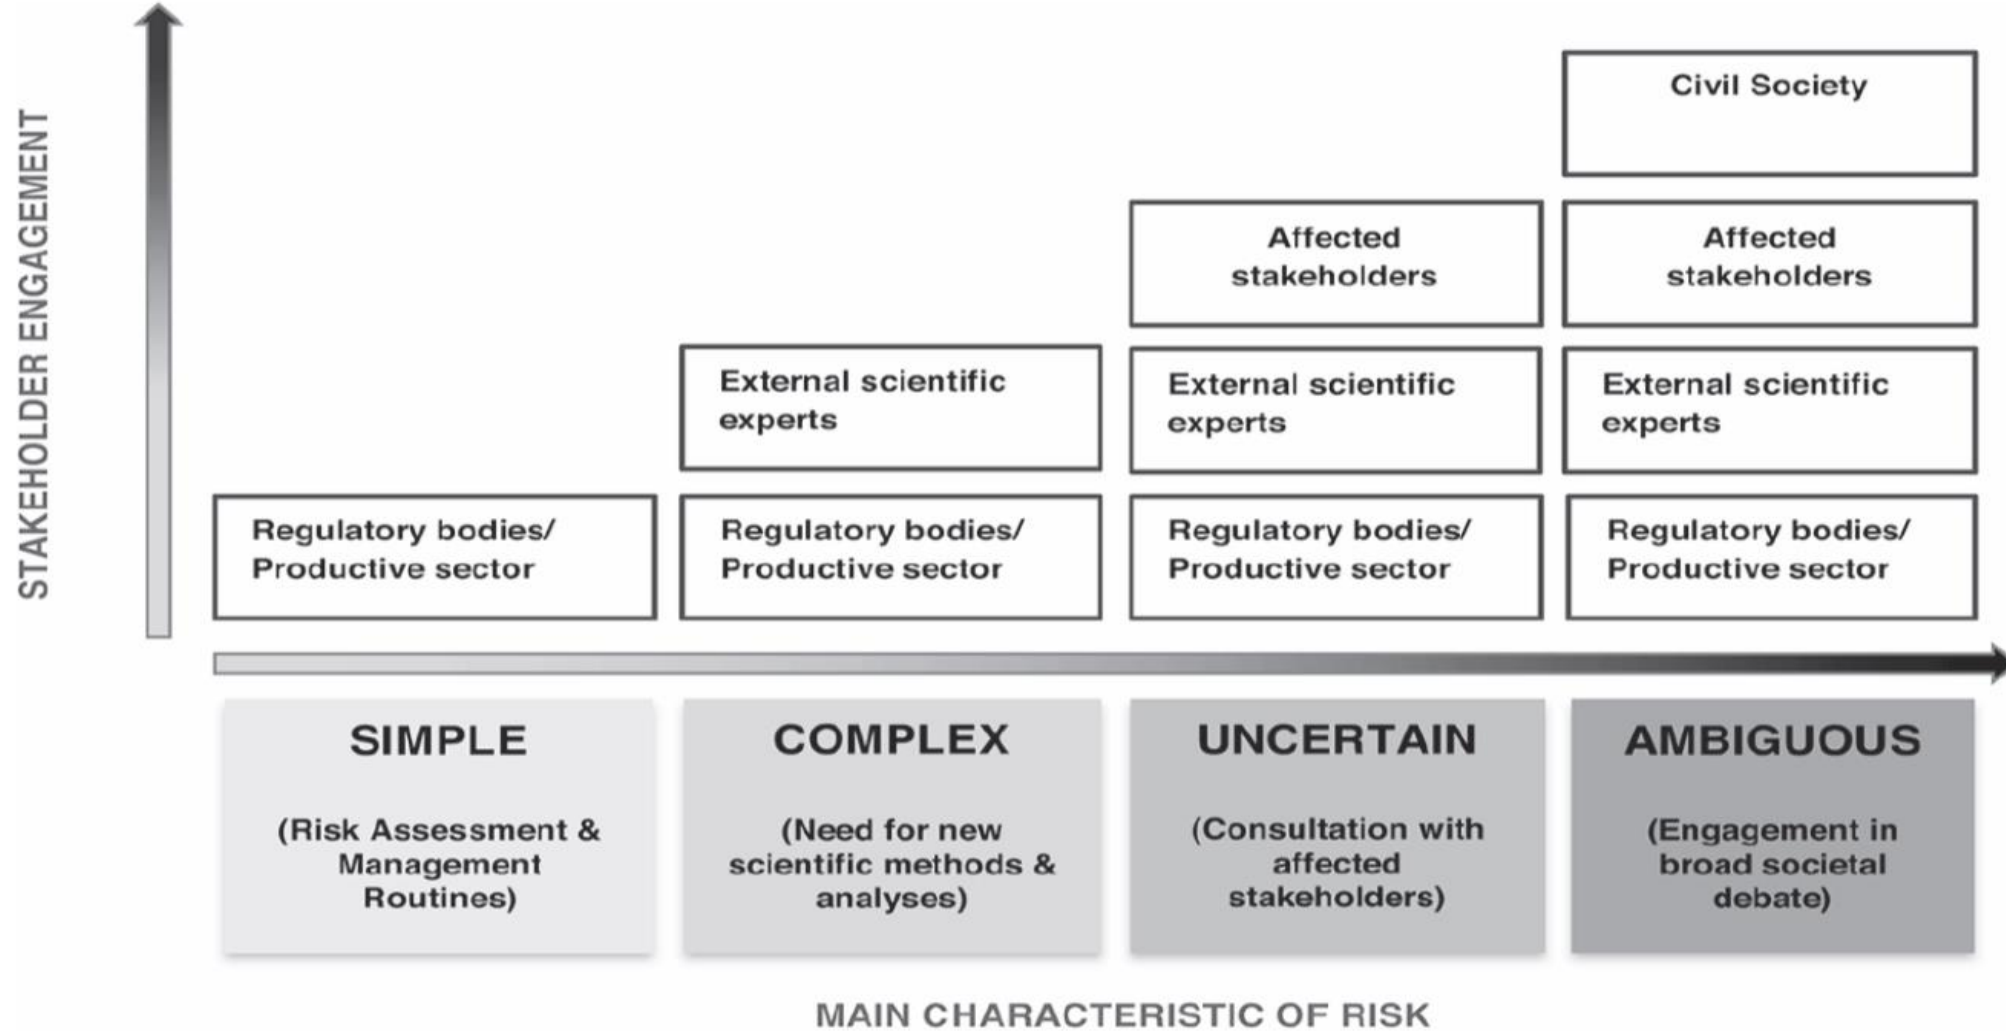 STAKEHOLDER ENGAGEMENT
Civil Society
Affected
stakeholders
Affected
stakeholders
External scientific
experts
External scientific
experts
External scientific
experts
Regulatory bodies/
Productive sector
Regulatory bodies/
Productive sector
Regulatory bodies/
Productive sector
Regulatory bodies/
Productive sector
SIMPLE
(Risk Assessment &
Management
Routines)
COMPLEX
(Need for new
scientific methods &
analyses)
UNCERTAIN
(Consultation with
affected
stakeholders)
AMBIGUOUS
(Engagement in
broad societal
debate)
MAIN CHARACTERISTIC OF RISK